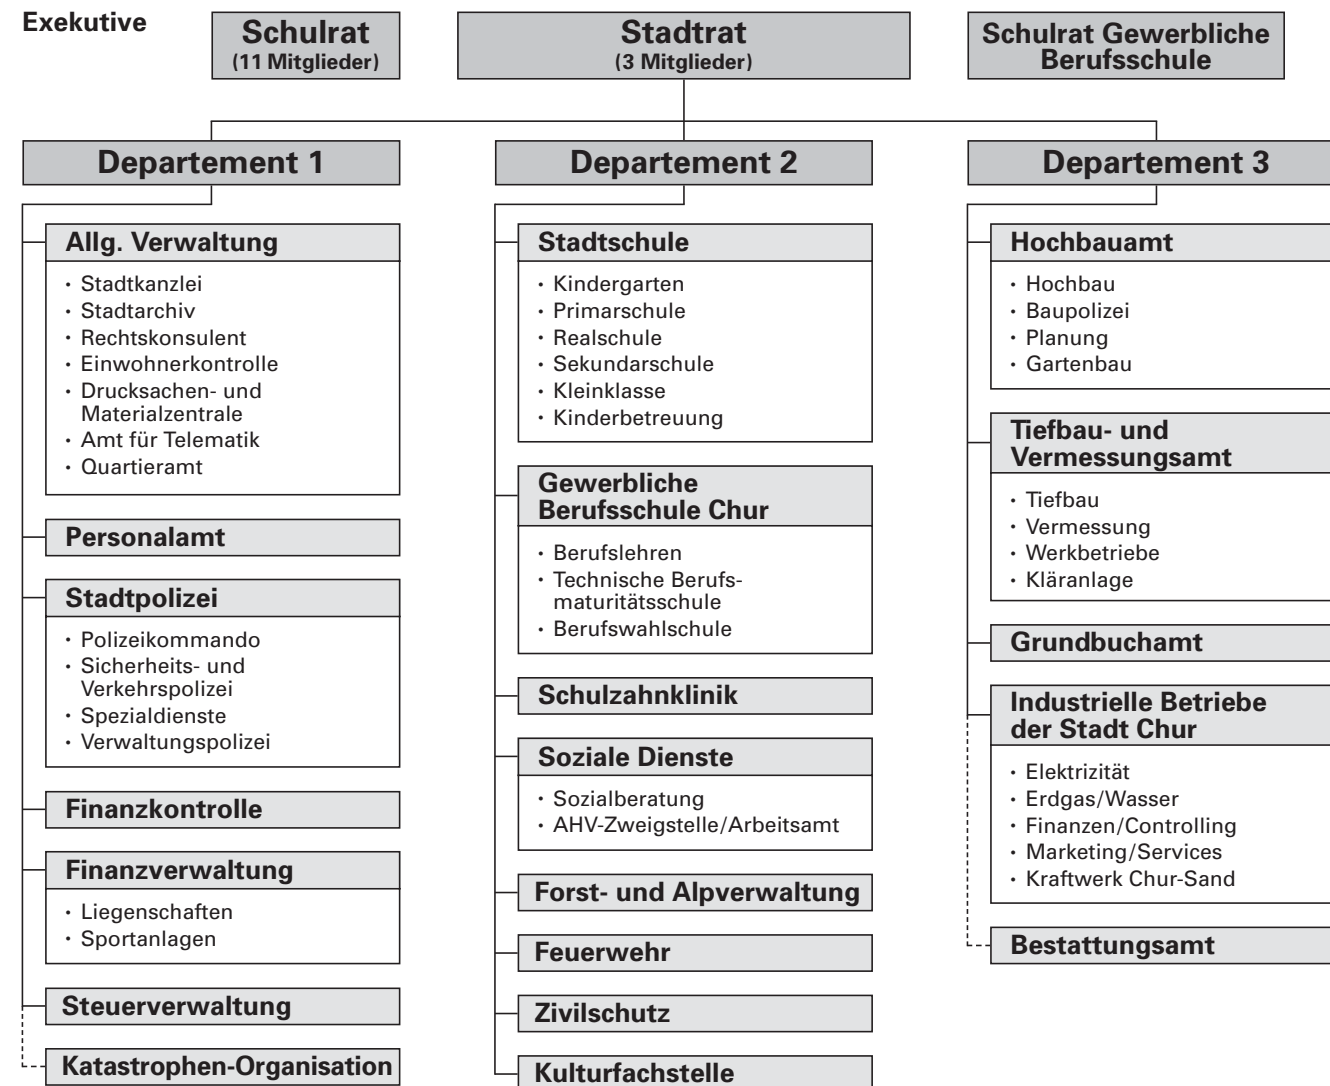 Exekutive
Schulrat
(11 Mitglieder)
Stadtrat
(3 Mitglieder)
Schulrat Gewerbliche
Berufsschule
Departement 1
Allg. Verwaltung
· Stadtkanzlei
· Stadtarchiv
· Rechtskonsulent
· Einwohnerkontrolle
· Drucksachen- und
Materialzentrale
· Amt für Telematik
· Quartieramt
Personalamt
Stadtpolizei
· Polizeikommando
· Sicherheits- und
Verkehrspolizei
· Spezialdienste
· Verwaltungspolizei
Finanzkontrolle
Finanzverwaltung
· Liegenschaften
· Sportanlagen
Steuerverwaltung
Katastrophen-Organisation
Departement 2
Stadtschule
· Kindergarten
· Primarschule
· Realschule
· Sekundarschule
· Kleinklasse
· Kinderbetreuung
Gewerbliche
Berufsschule Chur
· Berufslehren
· Technische Berufs-
maturitätsschule
· Berufswahlschule
Schulzahnklinik
Soziale Dienste
· Sozialberatung
· AHV-Zweigstelle/Arbeitsamt
Forst- und Alpverwaltung
Feuerwehr
Zivilschutz
Kulturfachstelle
Departement 3
Hochbauamt
· Hochbau
· Baupolizei
· Planung
· Gartenbau
Tiefbau- und
Vermessungsamt
· Tiefbau
· Vermessung
· Werkbetriebe
· Kläranlage
Grundbuchamt
Industrielle Betriebe
der Stadt Chur
· Elektrizität
· Erdgas/Wasser
· Finanzen/Controlling
· Marketing/Services
· Kraftwerk Chur-Sand
Bestattungsamt